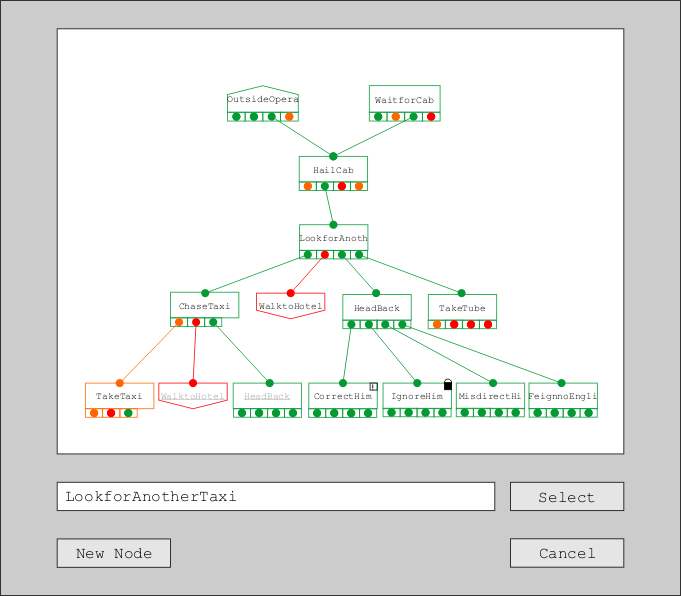 OutsideOpera
WaitforCab
HailCab
LookforAnoth
ChaseTaxi
WalktoHotel
HeadBack
TakeTube
TakeTaxi
WalktoHotel
HeadBack
CorrectHim
IgnoreHim
MisdirectHi
FeignnoEngli
LookforAnotherTaxi
Select
New Node
Cancel